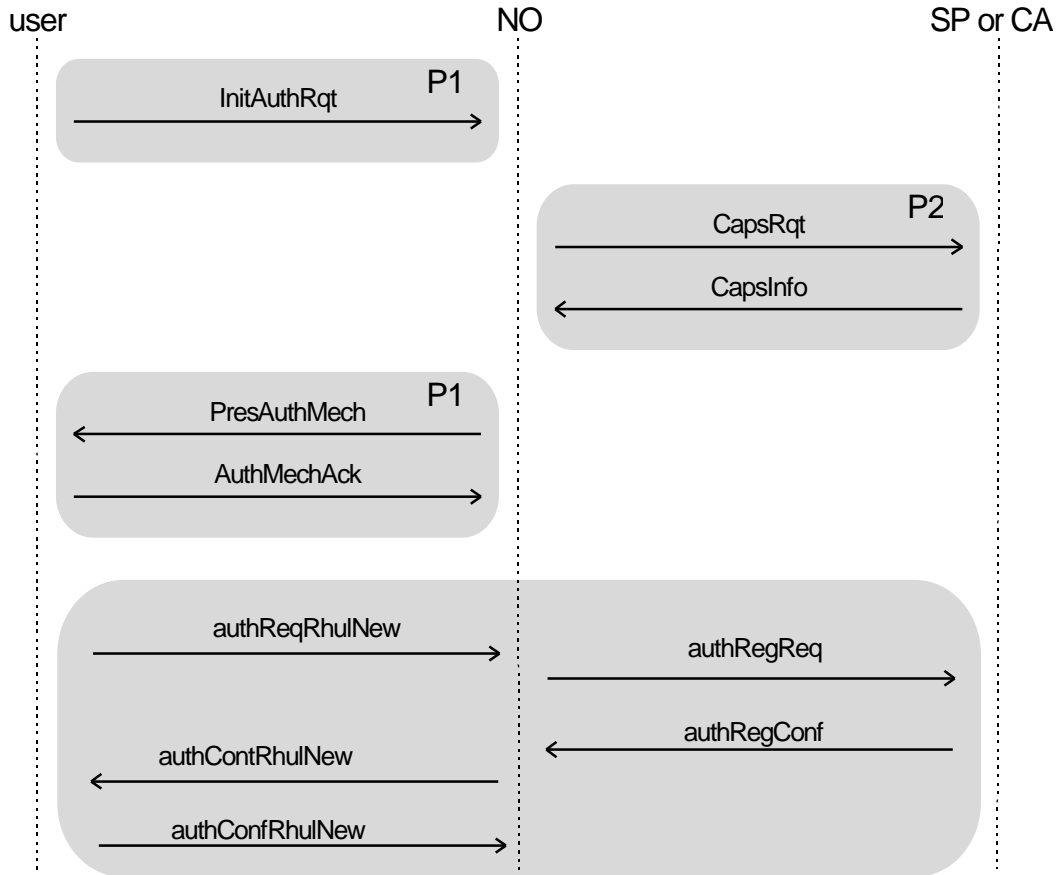 user NO SP or CA
P1
InitAuthRqt
P2
CapsRqt
CapsInfo
P1
PresAuthMech
AuthMechAck
authReqRhulNew
authRegReq
authRegConf
authContRhulNew
authConfRhulNew